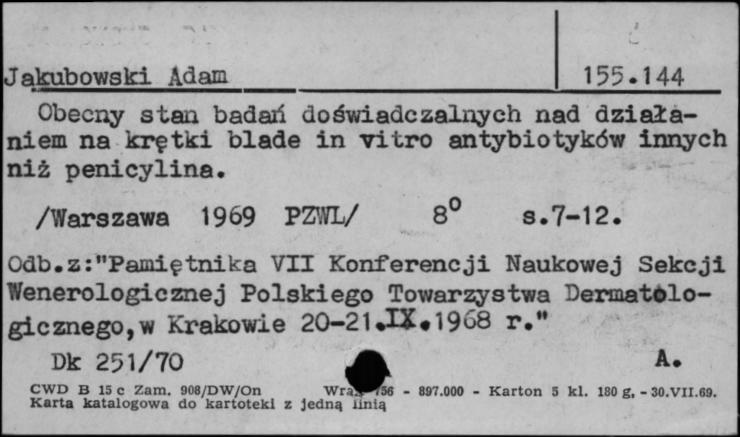 Jakubowski Adam 155.144
Obecny stan badań doświadczalnych nad działa-
niem na krętki blade in vitro antybiotyków innych
niż penicylina.
/Warszawa 1969 PZWL/ 8° s.7-12.
Odb.z:"Pamiętnika VII Konferencji Naukowej Sekcji
Wenerologicznej Polskiego Towarzystwa Dermatolo-
gicznego,w Krakowie 20-21.IX.1968 r."
Dk 251/70 A.
CWD B 15 c Zam. 908/DW/On - 897.000 - Karton 5 kl. 180 g. - 30.VII.69.
Karta katalogowa do kartoteki z jedną linią